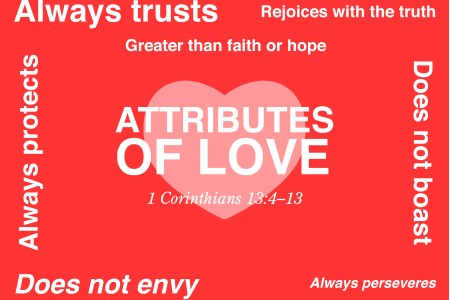 Always trusts
Rejoices with the truth
Greater than faith or hope
Always protects
Does not boast
ATTRIBUTES
OF LOVE
1 Corinthians 13:4–13
Does not envy
Always perseveres